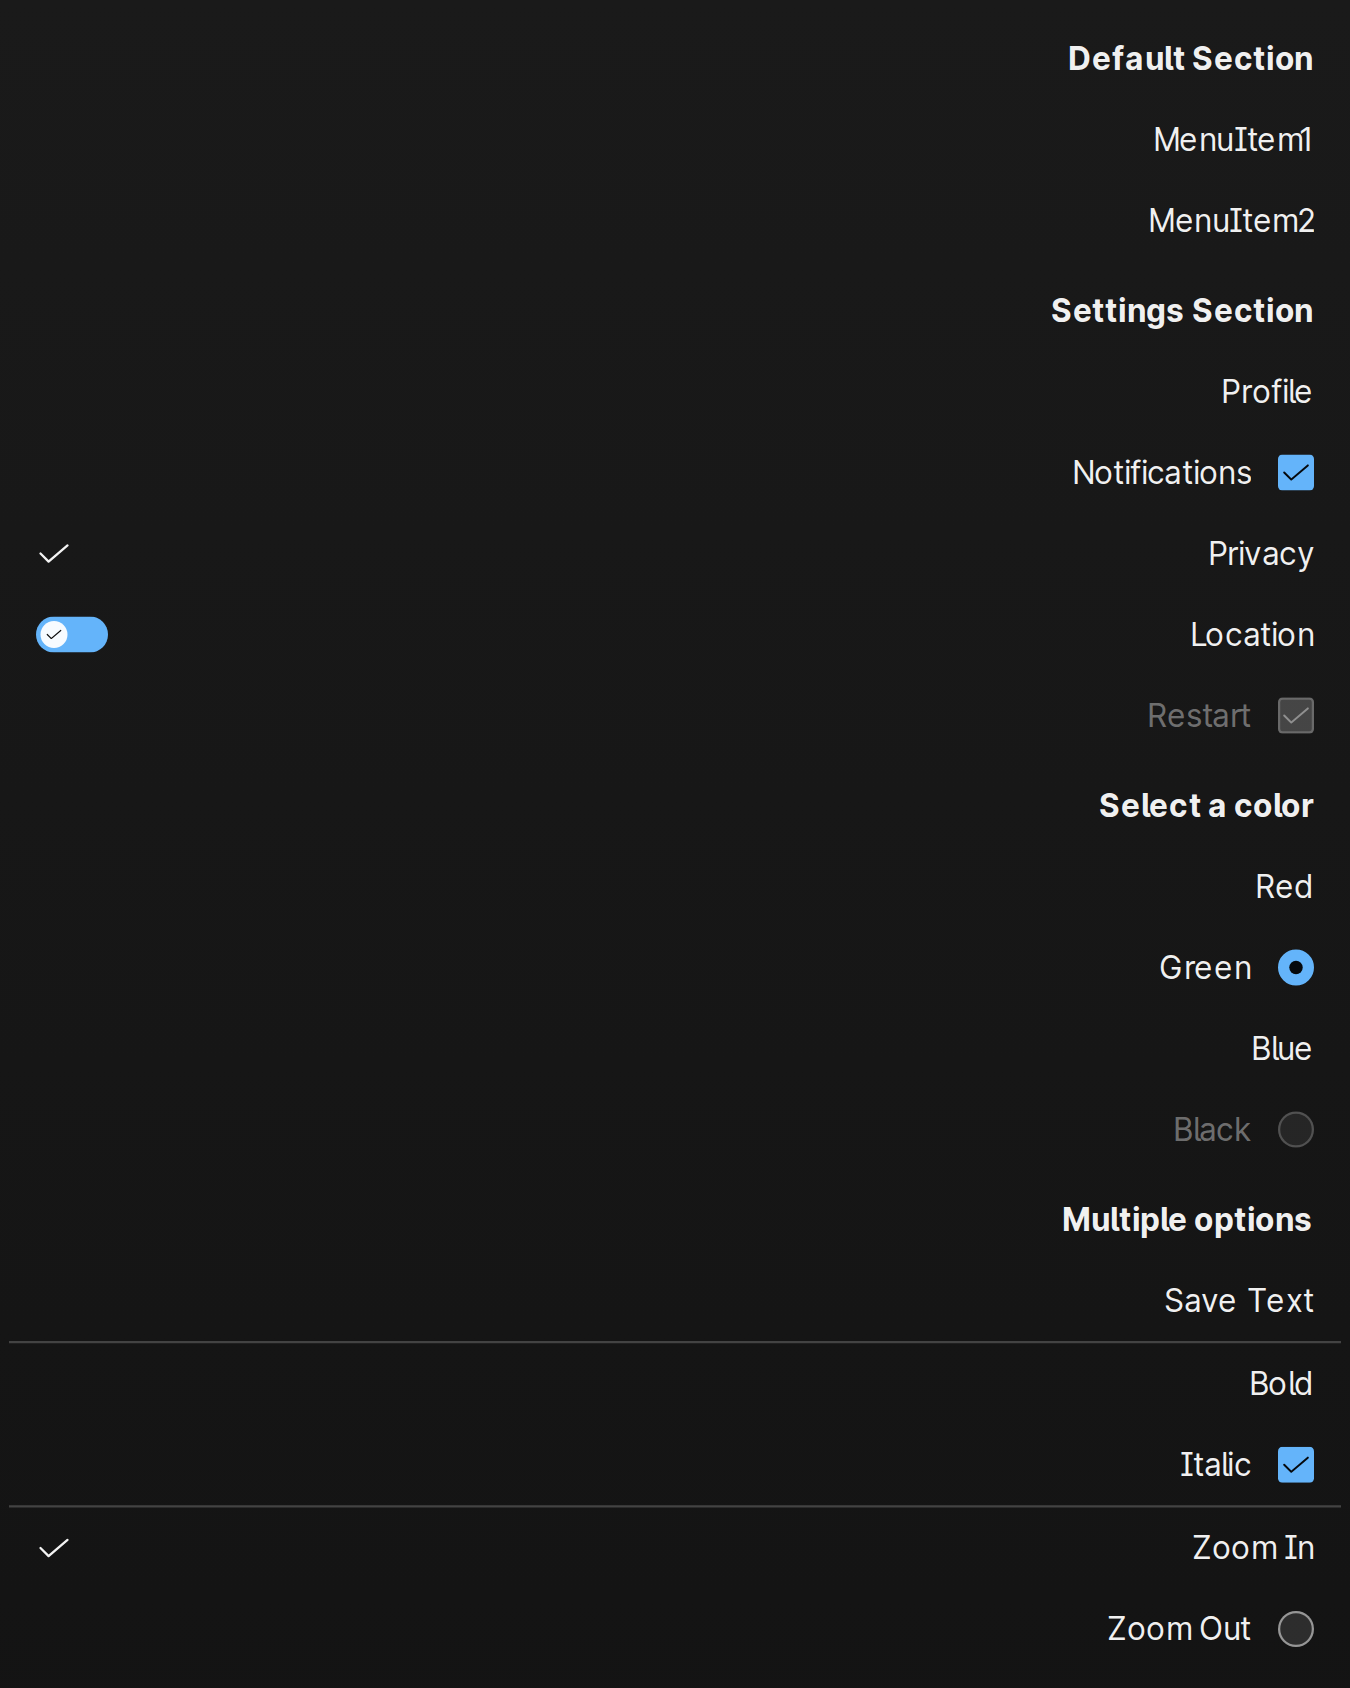 Default Section
MenuItem1
MenuItem2
Settings Section
Profile
Notifications
Privacy
Location
Restart
Select a color
Red
Green
Blue
Black
Multiple options
Save Text
Bold
Italic
Zoom In
Zoom Out